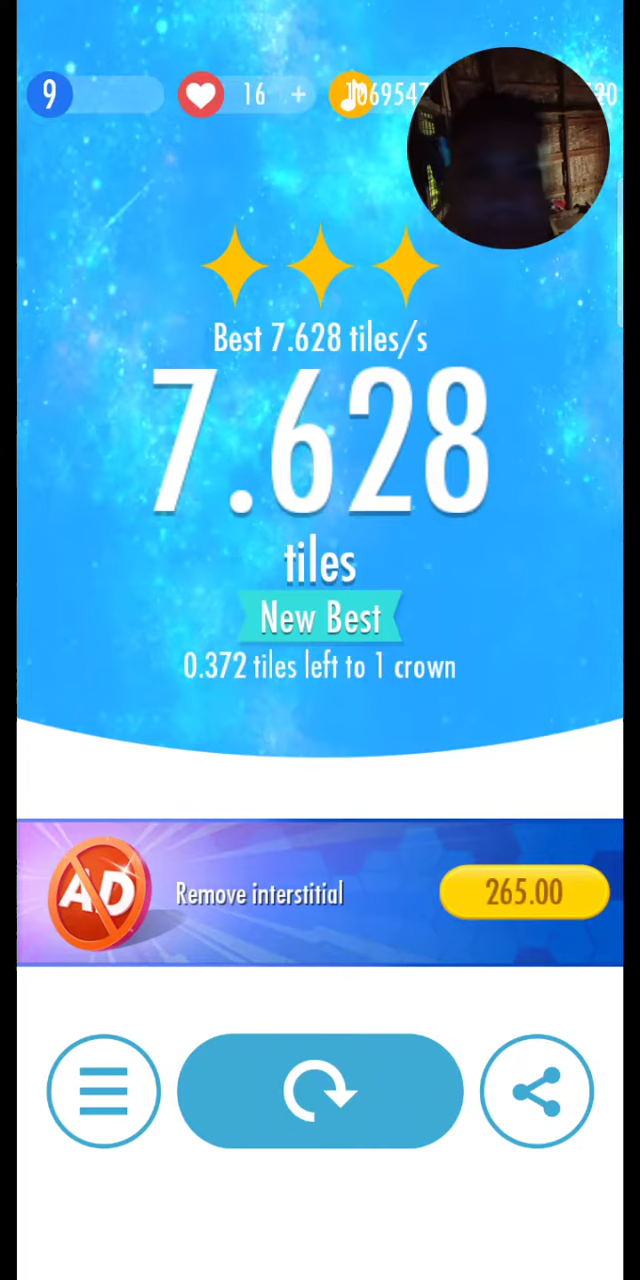 9 16 +
Best 7.628 tiles/s
7.628
tiles
New Best
0.372 tiles left to 1 crown
AD Remove interstitial 265.00